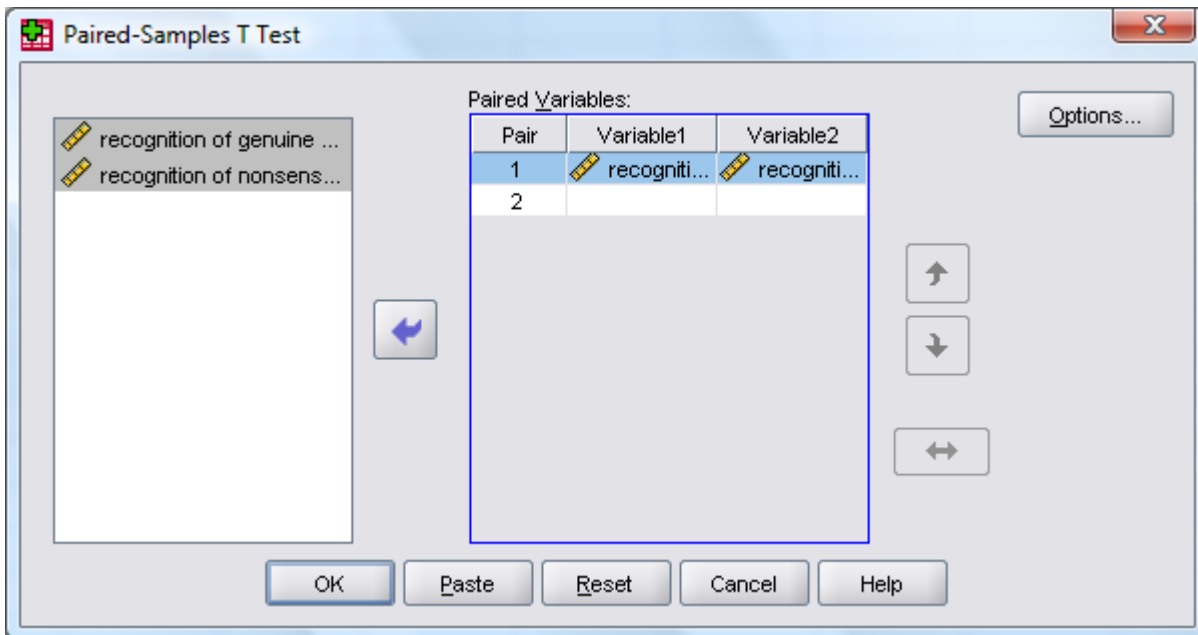 Paired-Samples T Test
Paired Variables:
Options...
recognition of genuine ...
recognition of nonsens...
Pair Variable1 Variable2
1 recogniti... recogniti...
2
OK Paste Reset Cancel Help